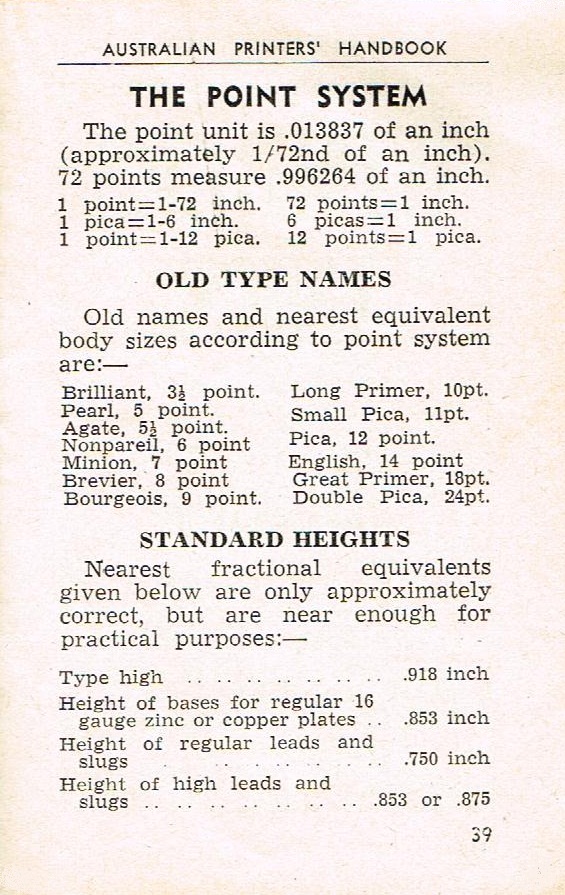 AUSTRALIAN PRINTERS' HANDBOOK
THE POINT SYSTEM
The point unit is .013837 of an inch
(approximately 1/72nd of an inch).
72 points measure .996264 of an inch.
1 point=1-72 inch. 72 points=1 inch.
1 pica=1-6 inch. 6 picas=1 inch.
1 point=1-12 pica. 12 points=1 pica.
OLD TYPE NAMES
Old names and nearest equivalent
body sizes according to point system
are:—
Brilliant, 3½ point.
Pearl, 5 point.
Agate, 5½ point.
Nonpareil, 6 point
Minion, 7 point
Brevier, 8 point
Bourgeois, 9 point.
Long Primer, 10pt.
Small Pica, 11pt.
Pica, 12 point.
English, 14 point
Great Primer, 18pt.
Double Pica, 24pt.
STANDARD HEIGHTS
Nearest fractional equivalents
given below are only approximately
correct, but are near enough for
practical purposes:—
Type high .. .. .. .. .. .. .. .918 inch
Height of bases for regular 16
gauge zinc or copper plates .. .853 inch
Height of regular leads and
slugs . .. .. .. .. .. .. .. .750 inch
Height of high leads and
slugs .. .. .. .. .. .. .. .853 or .875
39